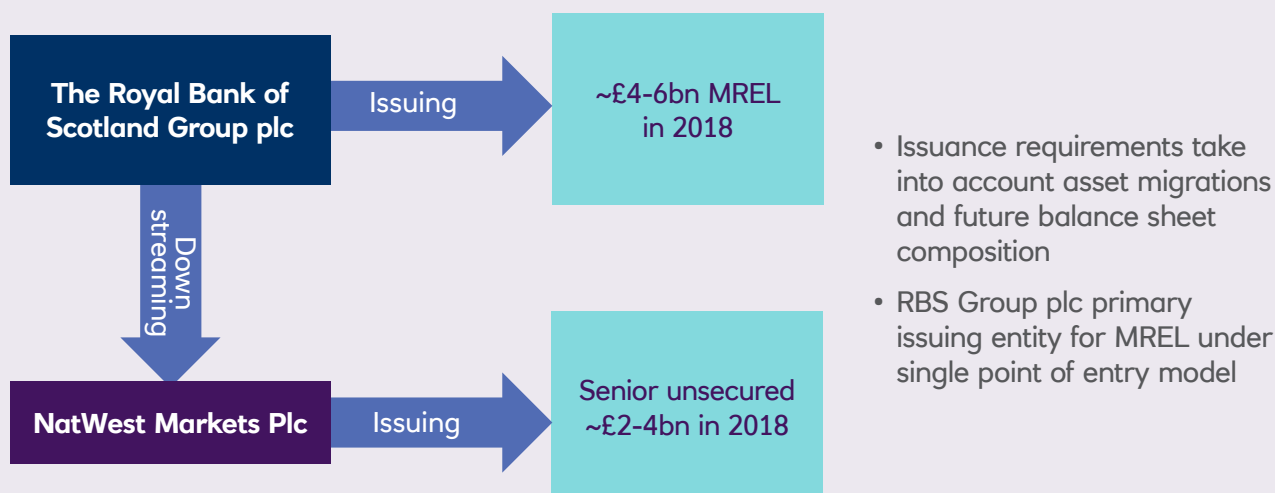 The Royal Bank of
Scotland Group plc
Issuing
~£4-6bn MREL
in 2018
Down
streaming
NatWest Markets Plc
Issuing
Senior unsecured
~£2-4bn in 2018
• Issuance requirements take
into account asset migrations
and future balance sheet
composition
• RBS Group plc primary
issuing entity for MREL under
single point of entry model